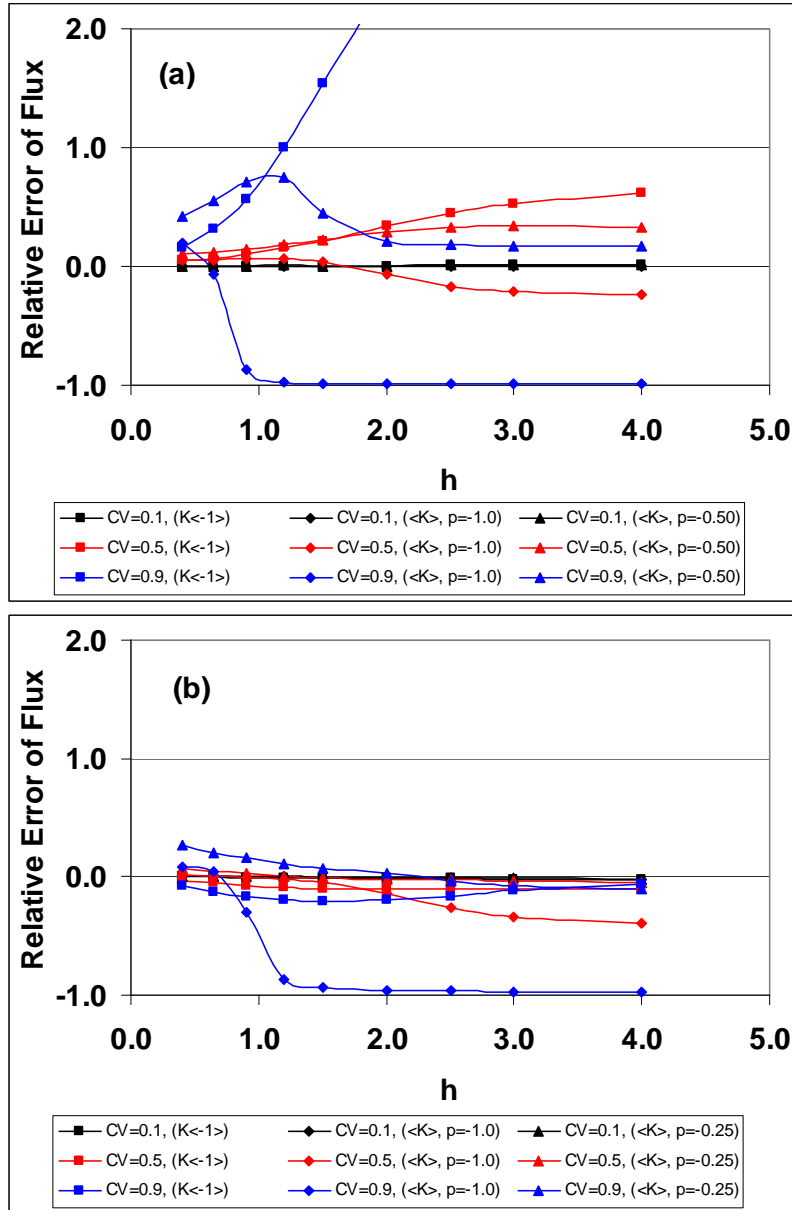 2.0
(a)
1.0
0.0
-1.0
Relative Error of Flux
0.0 1.0 2.0 3.0 4.0 5.0
h
CV=0.1, (K<-1>) CV=0.1, (<K>, p=-1.0) CV=0.1, (<K>, p=-0.50)
CV=0.5, (K<-1>) CV=0.5, (<K>, p=-1.0) CV=0.5, (<K>, p=-0.50)
CV=0.9, (K<-1>) CV=0.9, (<K>, p=-1.0) CV=0.9, (<K>, p=-0.50)
2.0
(b)
1.0
0.0
-1.0
Relative Error of Flux
0.0 1.0 2.0 3.0 4.0 5.0
h
CV=0.1, (K<-1>) CV=0.1, (<K>, p=-1.0) CV=0.1, (<K>, p=-0.25)
CV=0.5, (K<-1>) CV=0.5, (<K>, p=-1.0) CV=0.5, (<K>, p=-0.25)
CV=0.9, (K<-1>) CV=0.9, (<K>, p=-1.0) CV=0.9, (<K>, p=-0.25)